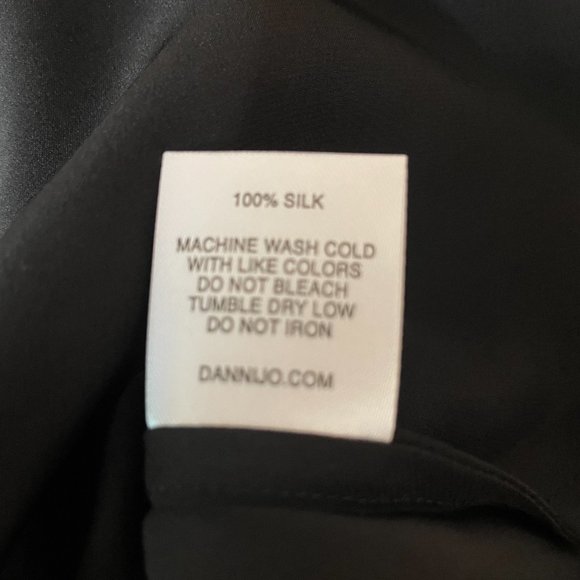 100% SILK
MACHINE WASH COLD
WITH LIKE COLORS
DO NOT BLEACH
TUMBLE DRY LOW
DO NOT IRON
DANNIJO.COM